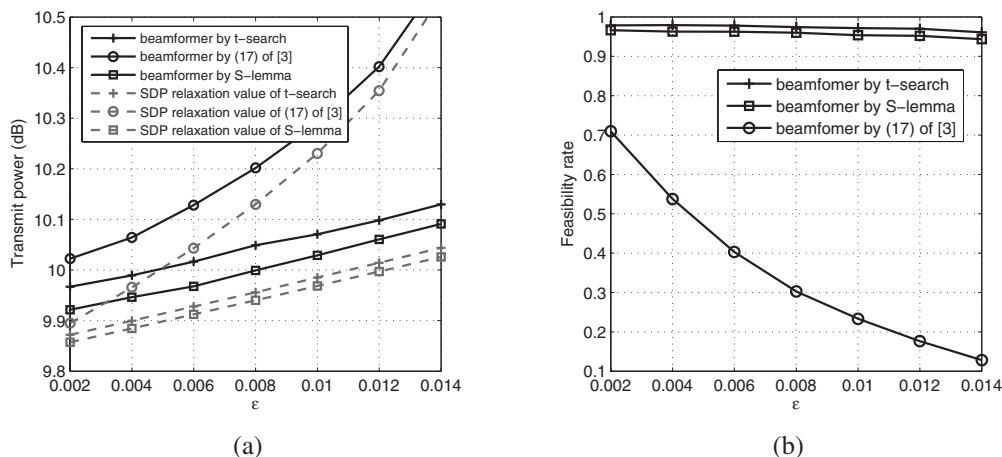 10.5
10.4
10.3
10.2
10.1
10
9.9
9.8
Transmit power (dB)
beamformer by t−search
beamformer by (17) of [3]
beamformer by S−lemma
SDP relaxation value of t−search
SDP relaxation value of (17) of [3]
SDP relaxation value of S−lemma
0.002 0.004 0.006 0.008 0.01 0.012 0.014
ε
(a)
1
0.9
0.8
0.7
0.6
0.5
0.4
0.3
0.2
0.1
Feasibility rate
beamfomer by t−search
beamfomer by S−lemma
beamfomer by (17) of [3]
0.002 0.004 0.006 0.008 0.01 0.012 0.014
ε
(b)